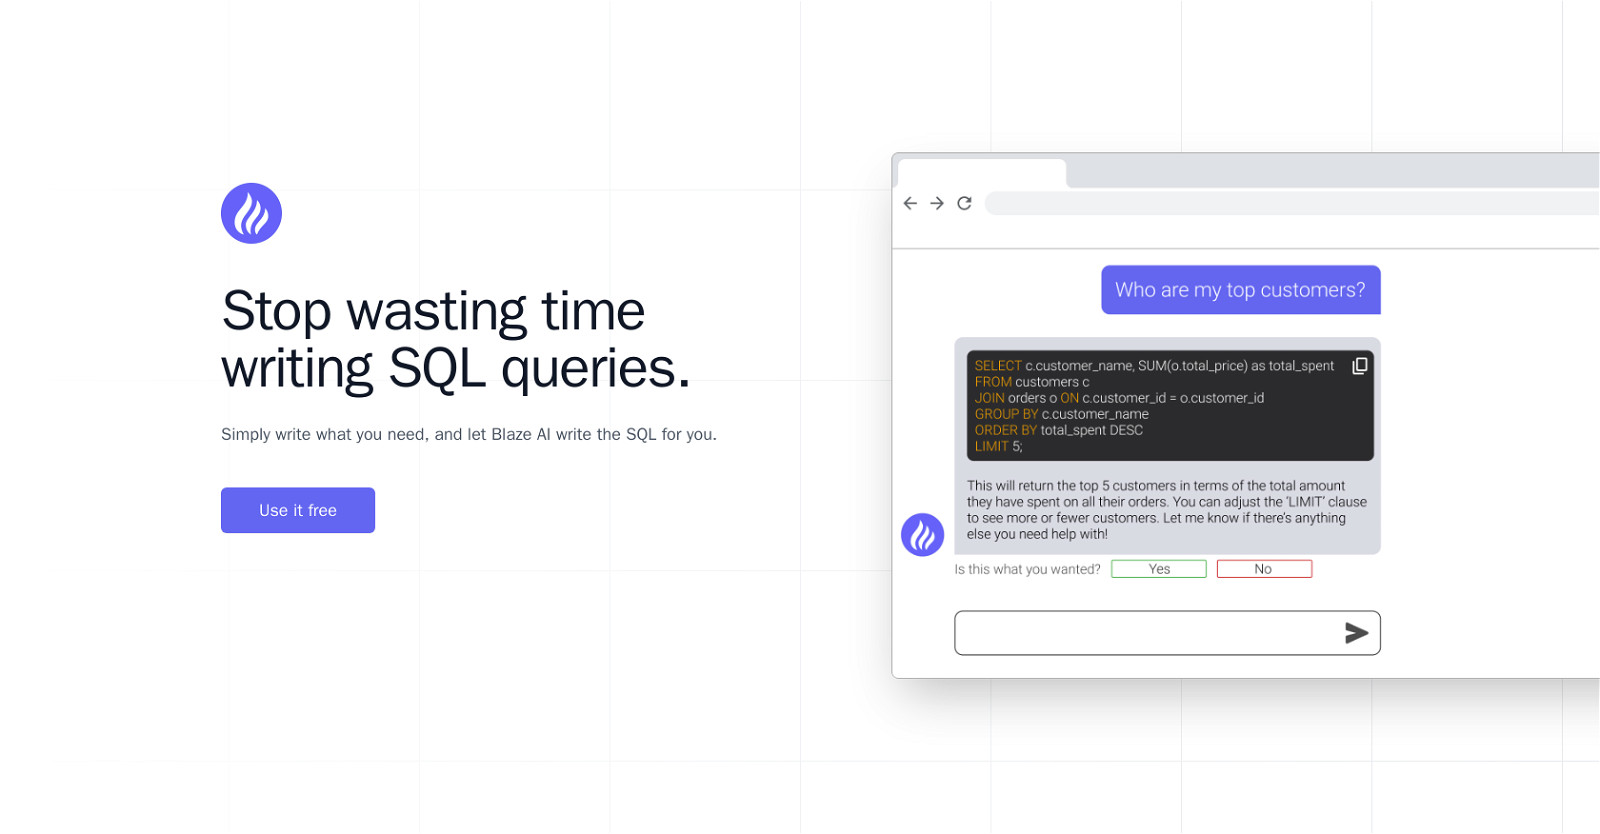 Stop wasting time
writing SQL queries.
Simply write what you need, and let Blaze AI write the SQL for you.
Use it free
Who are my top customers?
SELECT c.customer_name, SUM(o.total_price) as total_spent
FROM customers c
JOIN orders o ON c.customer_id = o.customer_id
GROUP BY c.customer_name
ORDER BY total_spent DESC
LIMIT 5;
This will return the top 5 customers in terms of the total amount
they have spent on all their orders. You can adjust the ‘LIMIT’ clause
to see more or fewer customers. Let me know if there’s anything
else you need help with!
Is this what you wanted? Yes No